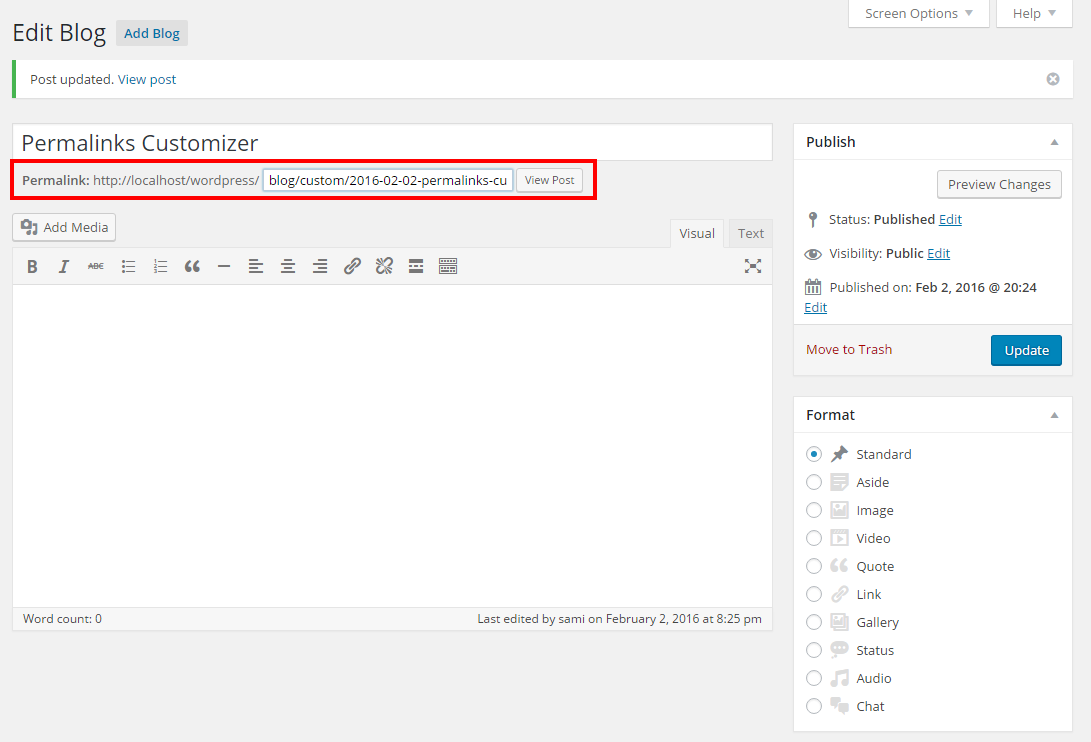 Screen Options
Help
Edit Blog
Add Blog
Post updated. View post
Permalinks Customizer
Permalink: http://localhost/wordpress/ blog/custom/2016-02-02-permalinks-cu View Post
Add Media
Visual
Text
B I ABC
Word count: 0
Last edited by sami on February 2, 2016 at 8:25 pm
Publish
Preview Changes
Status: Published Edit
Visibility: Public Edit
Published on: Feb 2, 2016 @ 20:24
Edit
Move to Trash
Update
Format
Standard
Aside
Image
Video
Quote
Link
Gallery
Status
Audio
Chat